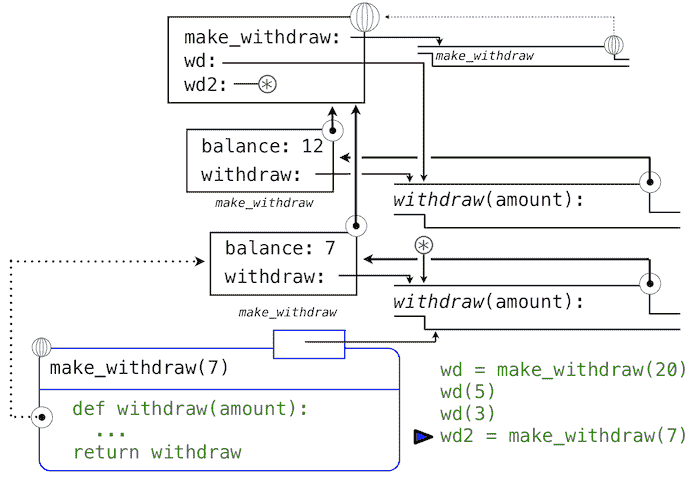 make_withdraw:
make_withdraw
wd:
wd2:
balance: 12
withdraw:
make_withdraw
withdraw(amount):
balance: 7
withdraw:
make_withdraw
withdraw(amount):
make_withdraw(7)
def withdraw(amount):
...
return withdraw
wd = make_withdraw(20)
wd(5)
wd(3)
wd2 = make_withdraw(7)